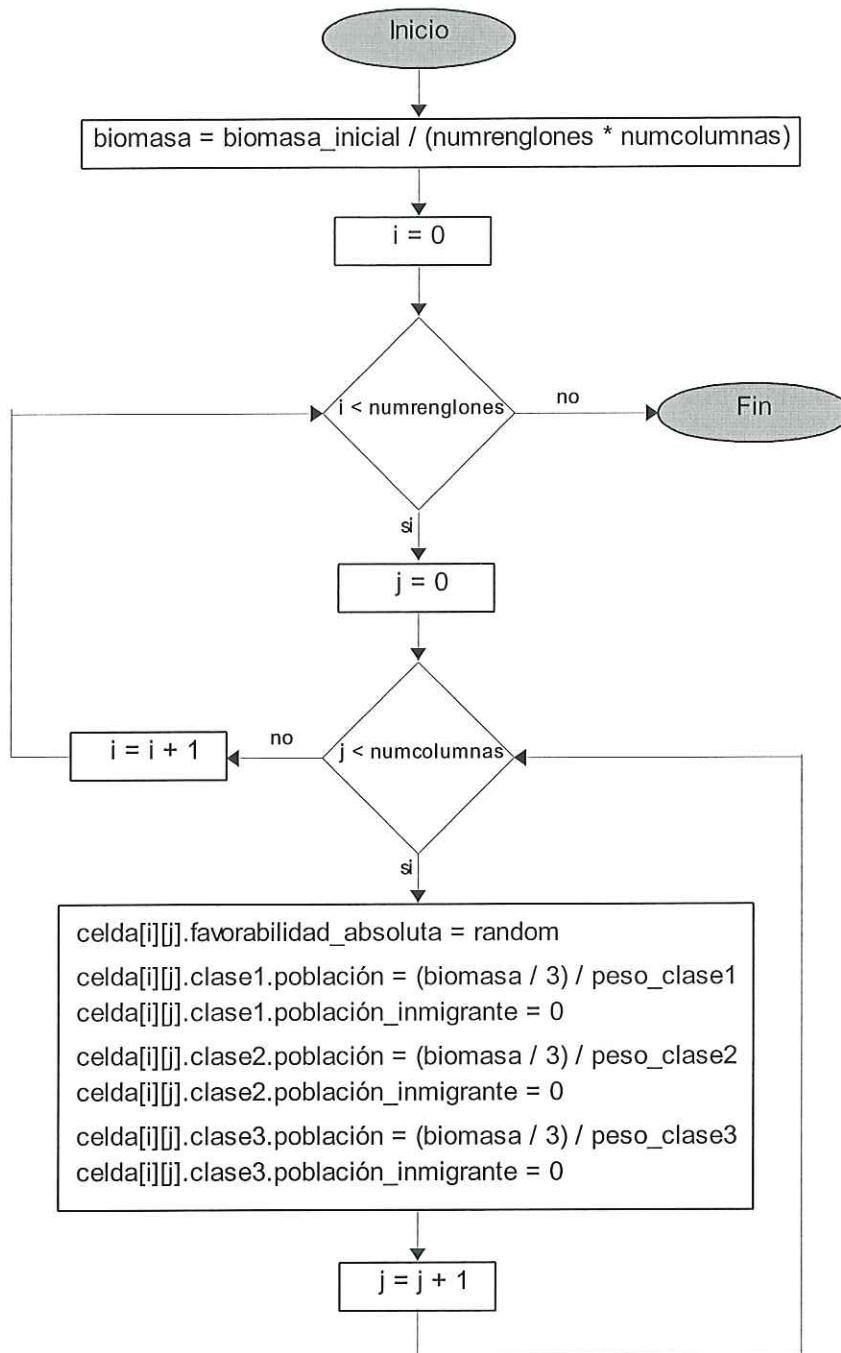 Inicio
biomasa = biomasa_inicial / (numrenglones * numcolumnas)
i = 0
i < numrenglones
no
Fin
si
j = 0
j < numcolumnas
no
i = i + 1
si
celda[i][j].favorabilidad_absoluta = random
celda[i][j].clase1.población = (biomasa / 3) / peso_clase1
celda[i][j].clase1.población_inmigrante = 0
celda[i][j].clase2.población = (biomasa / 3) / peso_clase2
celda[i][j].clase2.población_inmigrante = 0
celda[i][j].clase3.población = (biomasa / 3) / peso_clase3
celda[i][j].clase3.población_inmigrante = 0
j = j + 1